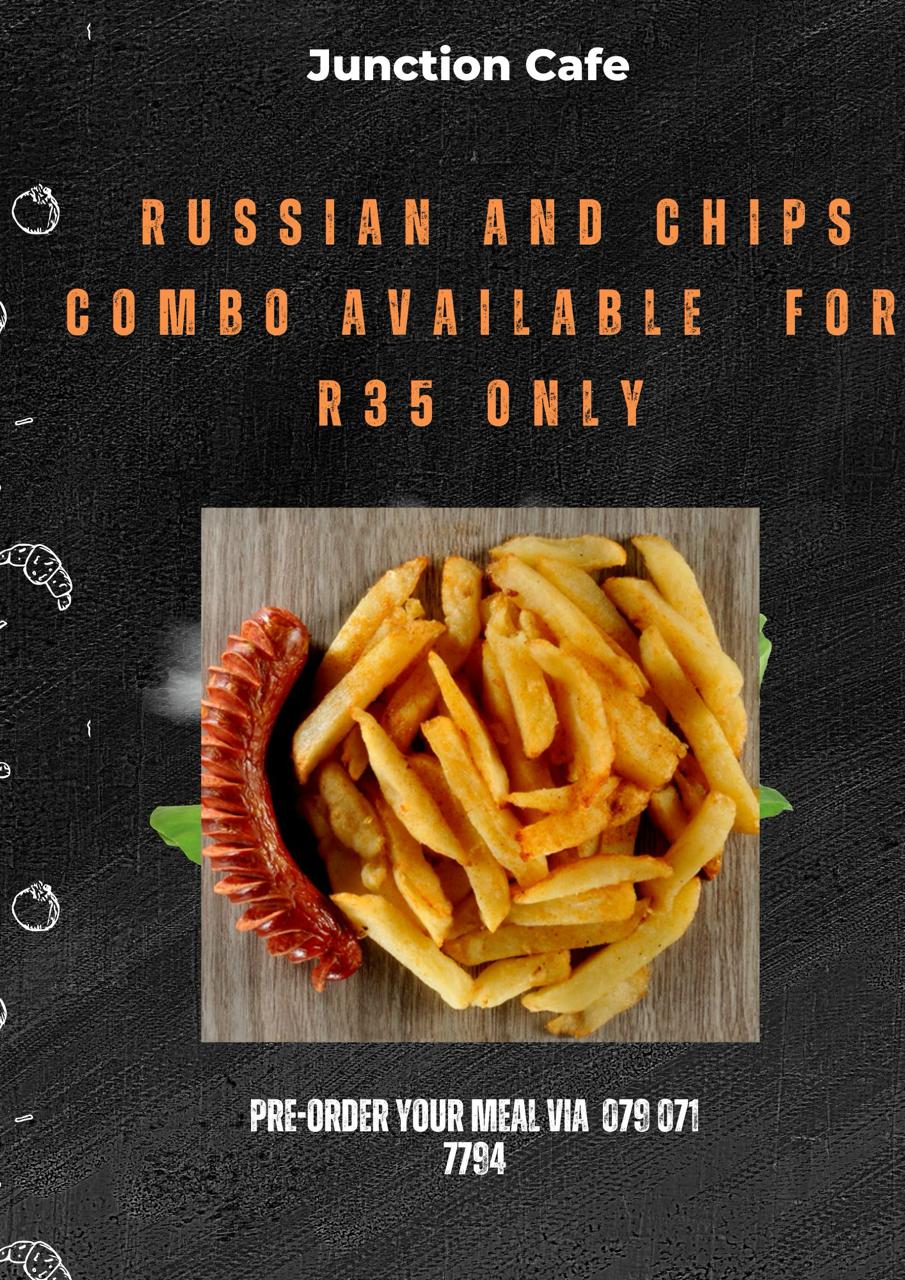 Junction Cafe
RUSSIAN AND CHIPS
COMBO AVAILABLE FOR
R35 ONLY
PRE-ORDER YOUR MEAL VIA 079 071
7794